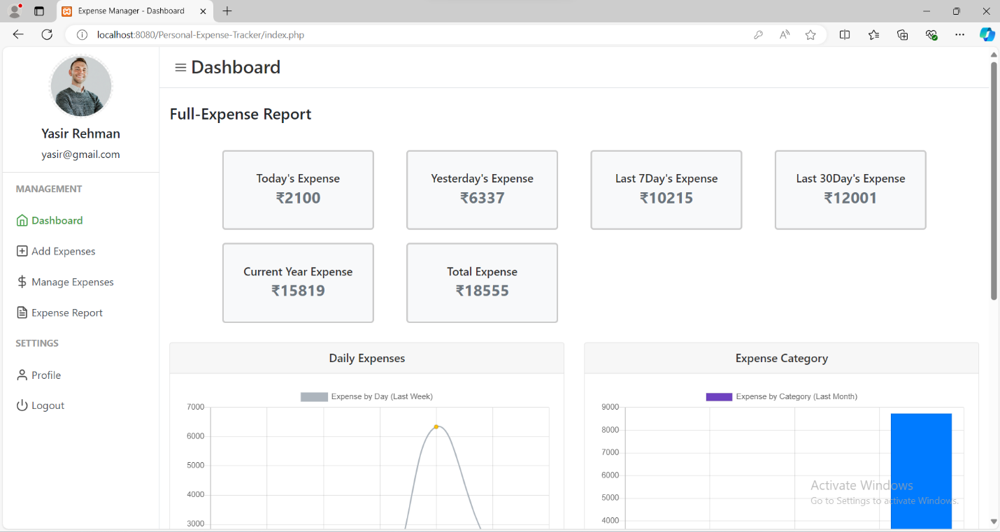 Expense Manager - Dashboard
localhost:8080/Personal-Expense-Tracker/index.php
Yasir Rehman
yasir@gmail.com
MANAGEMENT
Dashboard
Add Expenses
Manage Expenses
Expense Report
SETTINGS
Profile
Logout
Dashboard
Full-Expense Report
Today's Expense
₹2100
Yesterday's Expense
₹6337
Last 7Day's Expense
₹10215
Last 30Day's Expense
₹12001
Current Year Expense
₹15819
Total Expense
₹18555
Daily Expenses
Expense by Day (Last Week)
7000
6000
5000
4000
3000
Expense Category
Expense by Category (Last Month)
9000
8000
7000
6000
5000
4000
Activate Windows
Go to Settings to activate Windows.